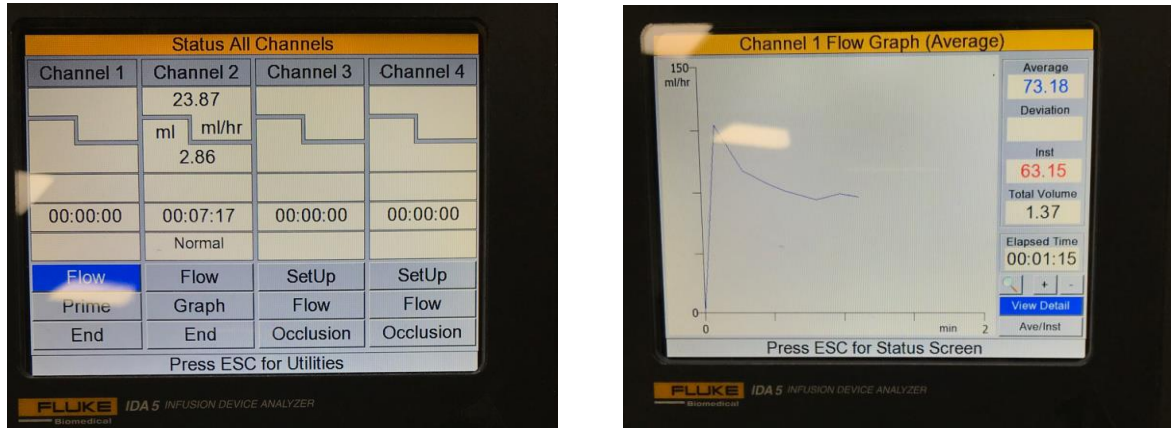 Status All Channels
Channel 1 Channel 2 Channel 3 Channel 4
23.87
ml ml/hr
2.86
00:00:00 00:07:17 00:00:00 00:00:00
Normal
Flow Flow SetUp SetUp
Prime Graph Flow Flow
End End Occlusion Occlusion
Press ESC for Utilities
FLUKE IDA 5 INFUSION DEVICE ANALYZER
Biomedical
Channel 1 Flow Graph (Average)
150
ml/hr
0
0 min 2
Average
73.18
Deviation
Inst
63.15
Total Volume
1.37
Elapsed Time
00:01:15
+ -
View Detail
Ave/Inst
Press ESC for Status Screen
FLUKE IDA 5 INFUSION DEVICE ANALYZER
Biomedical